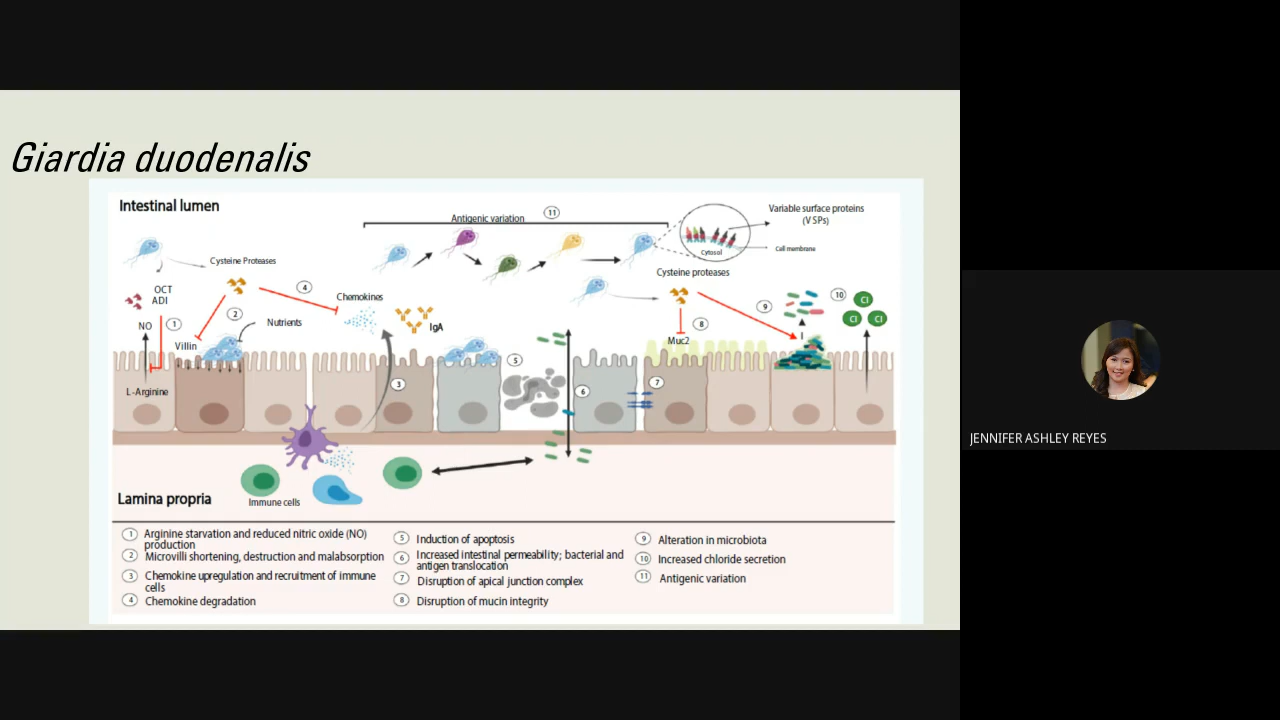 Giardia duodenalis
Intestinal lumen
Antigenic variation
11
Variable surface proteins
(V SPs)
Cytosol
Cell membrane
Cysteine Proteases
OCT
ADI
NO
1
Villin
2
Nutrients
4
Chemokines
IgA
Cysteine proteases
8
Muc2
9
10
Cl
Cl
Cl
L-Arginine
3
5
6
7
Lamina propria
Immune cells
1 Arginine starvation and reduced nitric oxide (NO)
production
2 Microvilli shortening, destruction and malabsorption
3 Chemokine upregulation and recruitment of immune
cells
4 Chemokine degradation
5 Induction of apoptosis
6 Increased intestinal permeability; bacterial and
antigen translocation
7 Disruption of apical junction complex
8 Disruption of mucin integrity
9 Alteration in microbiota
10 Increased chloride secretion
11 Antigenic variation
JENNIFER ASHLEY REYES